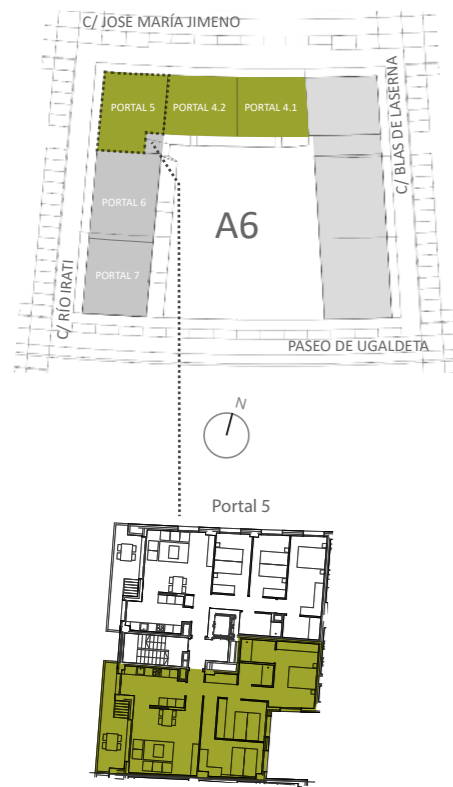 C/ JOSE MARÍA JIMENO
PORTAL 5
PORTAL 4.2
PORTAL 4.1
C/ BLAS DE LASERNA
PORTAL 6
A6
PORTAL 7
C/ RÍO IRATI
PASEO DE UGALDETA
N
Portal 5